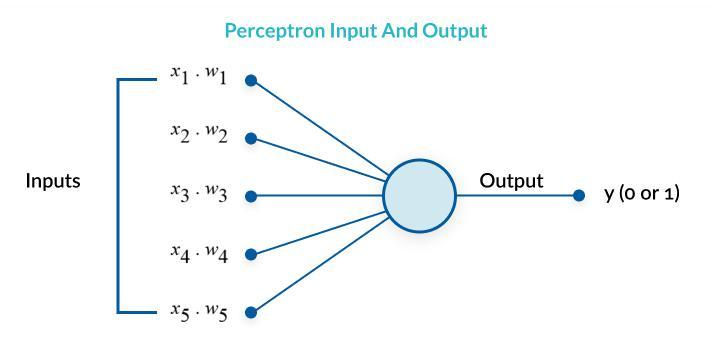 Perceptron Input And Output
x1 · w1
x2 · w2
Inputs
x3 · w3
Output
y (0 or 1)
x4 · w4
x5 · w5